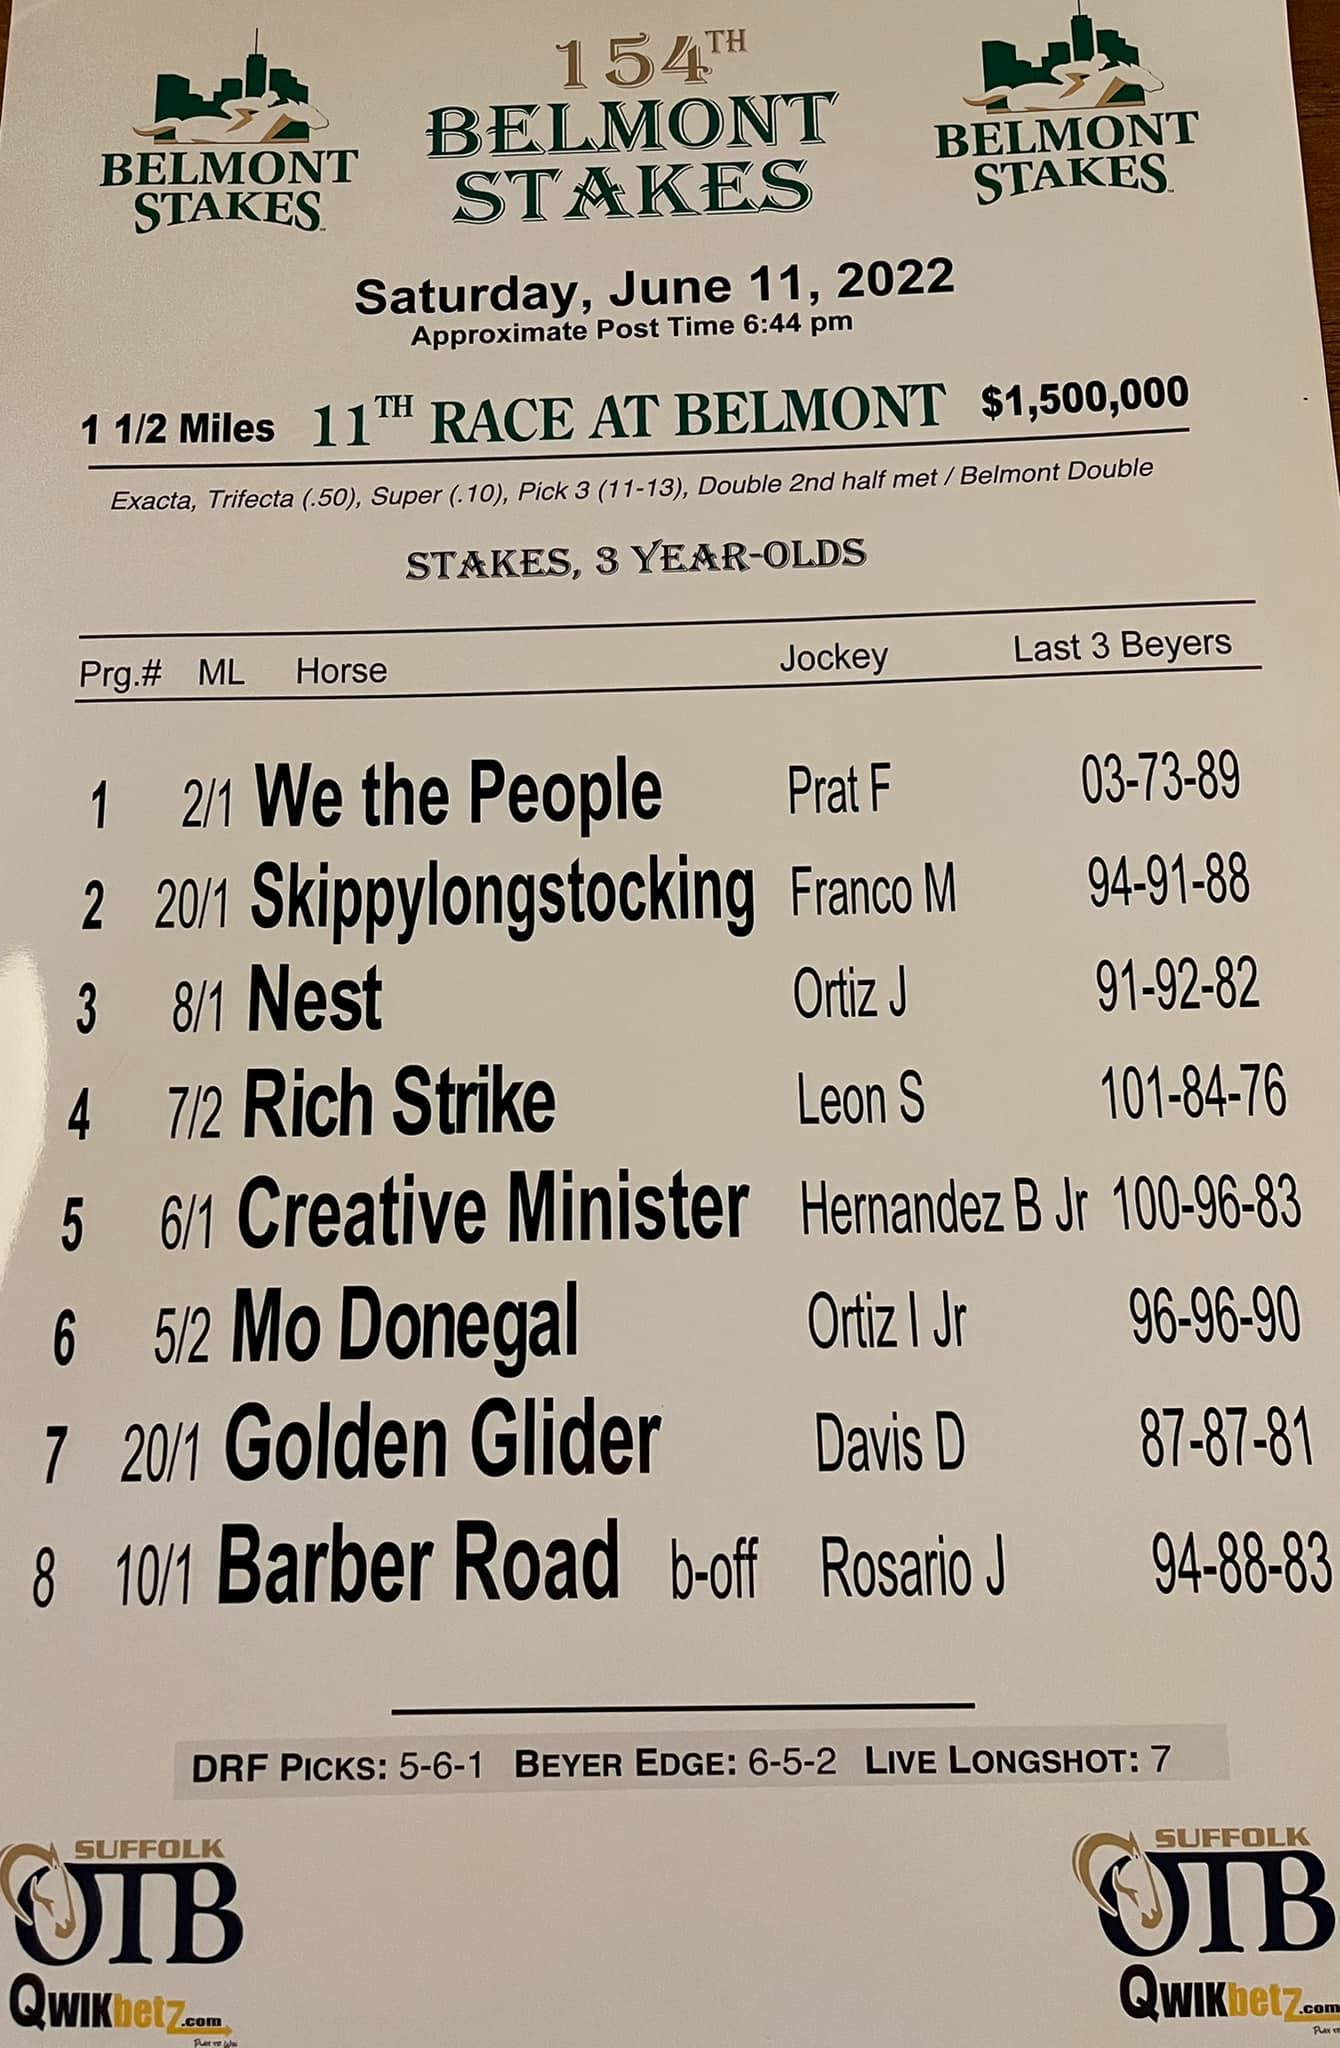 BELMONT
STAKES
154TH
BELMONT
STAKES
BELMONT
STAKES
Saturday, June 11, 2022
Approximate Post Time 6:44 pm
1 1/2 Miles 11TH RACE AT BELMONT $1,500,000
Exacta, Trifecta (.50), Super (.10), Pick 3 (11-13), Double 2nd half met / Belmont Double
STAKES, 3 YEAR-OLDS
Prg.# ML Horse Jockey Last 3 Beyers
1 2/1 We the People Prat F 03-73-89
2 20/1 Skippylongstocking Franco M 94-91-88
3 8/1 Nest Ortiz J 91-92-82
4 7/2 Rich Strike Leon S 101-84-76
5 6/1 Creative Minister Hernandez B Jr 100-96-83
6 5/2 Mo Donegal Ortiz I Jr 96-96-90
7 20/1 Golden Glider Davis D 87-87-81
8 10/1 Barber Road b-off Rosario J 94-88-83
DRF PICKS: 5-6-1 BEYER EDGE: 6-5-2 LIVE LONGSHOT: 7
SUFFOLK
OTB
QWIKbetz.com
PLAY TO WIN
SUFFOLK
OTB
QWIKbetz.com
PLAY TO